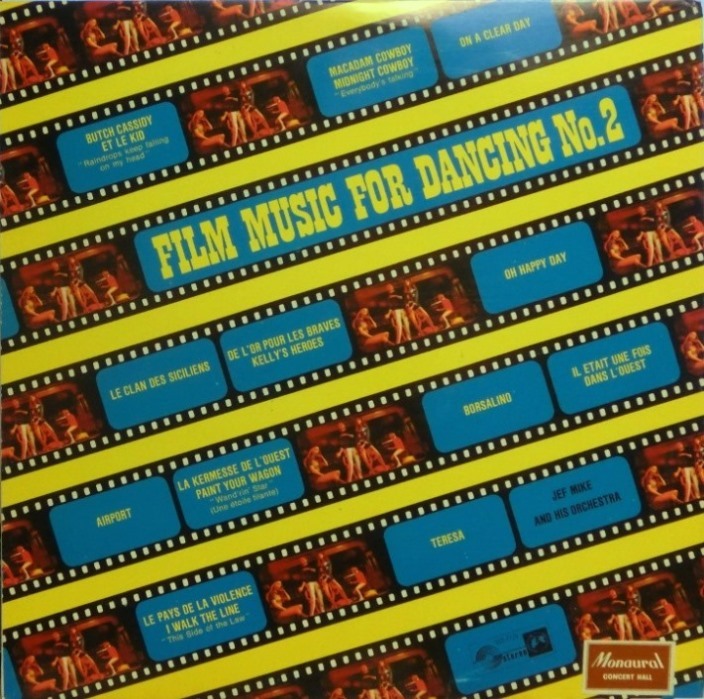 ON A CLEAR DAY
MACADAM COWBOY
MIDNIGHT COWBOY
"Everybody's talking"
BUTCH CASSIDY
ET LE KID
"Raindrops keep falling
on my head"
FILM MUSIC FOR DANCING No.2
OH HAPPY DAY
DE L'OR POUR LES BRAVES
KELLY'S HEROES
LE CLAN DES SICILIENS
IL ETAIT UNE FOIS
DANS L'OUEST
BORSALINO
LA KERMESSE DE L'OUEST
PAINT YOUR WAGON
"Wand'rin' Star"
(Une étoile filante)
AIRPORT
JEF MIKE
AND HIS ORCHESTRA
TERESA
LE PAYS DE LA VIOLENCE
I WALK THE LINE
"This Side of the Law"
Monaural
CONCERT HALL